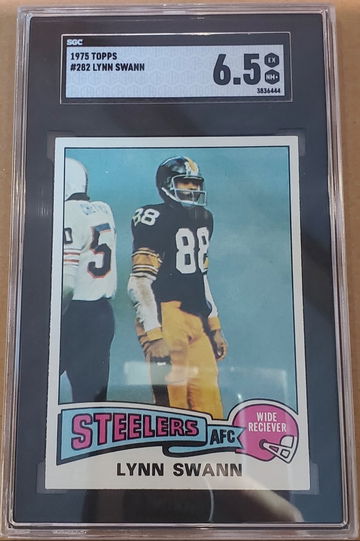 SGC
1975 TOPPS
#282 LYNN SWANN
6.5
EX
NM+
3836444
88
88
5
STEELERS
AFC
WIDE
RECIEVER
LYNN SWANN